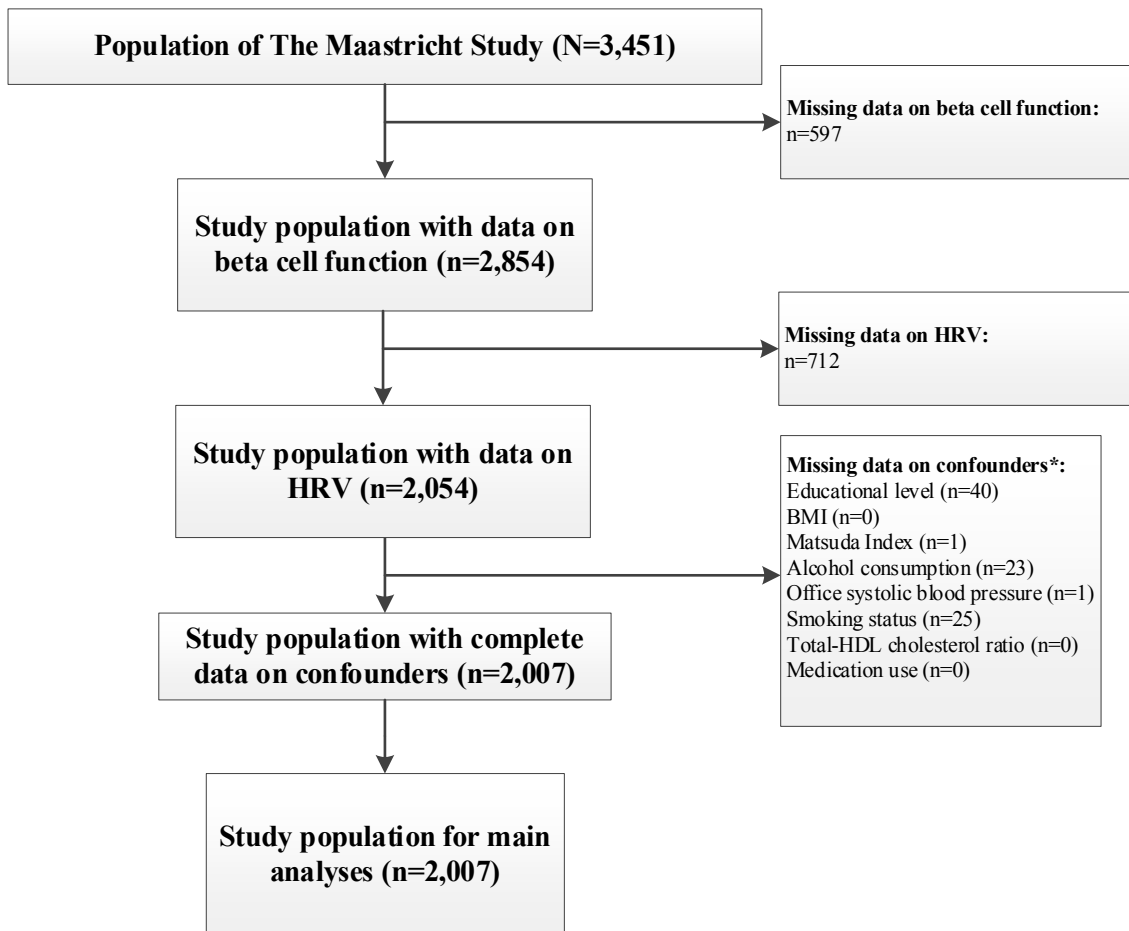 Population of The Maastricht Study (N=3,451)
Missing data on beta cell function:
n=597
Study population with data on
beta cell function (n=2,854)
Missing data on HRV:
n=712
Study population with data on
HRV (n=2,054)
Missing data on confounders*:
Educational level (n=40)
BMI (n=0)
Matsuda Index (n=1)
Alcohol consumption (n=23)
Office systolic blood pressure (n=1)
Smoking status (n=25)
Total-HDL cholesterol ratio (n=0)
Medication use (n=0)
Study population with complete
data on confounders (n=2,007)
Study population for main
analyses (n=2,007)